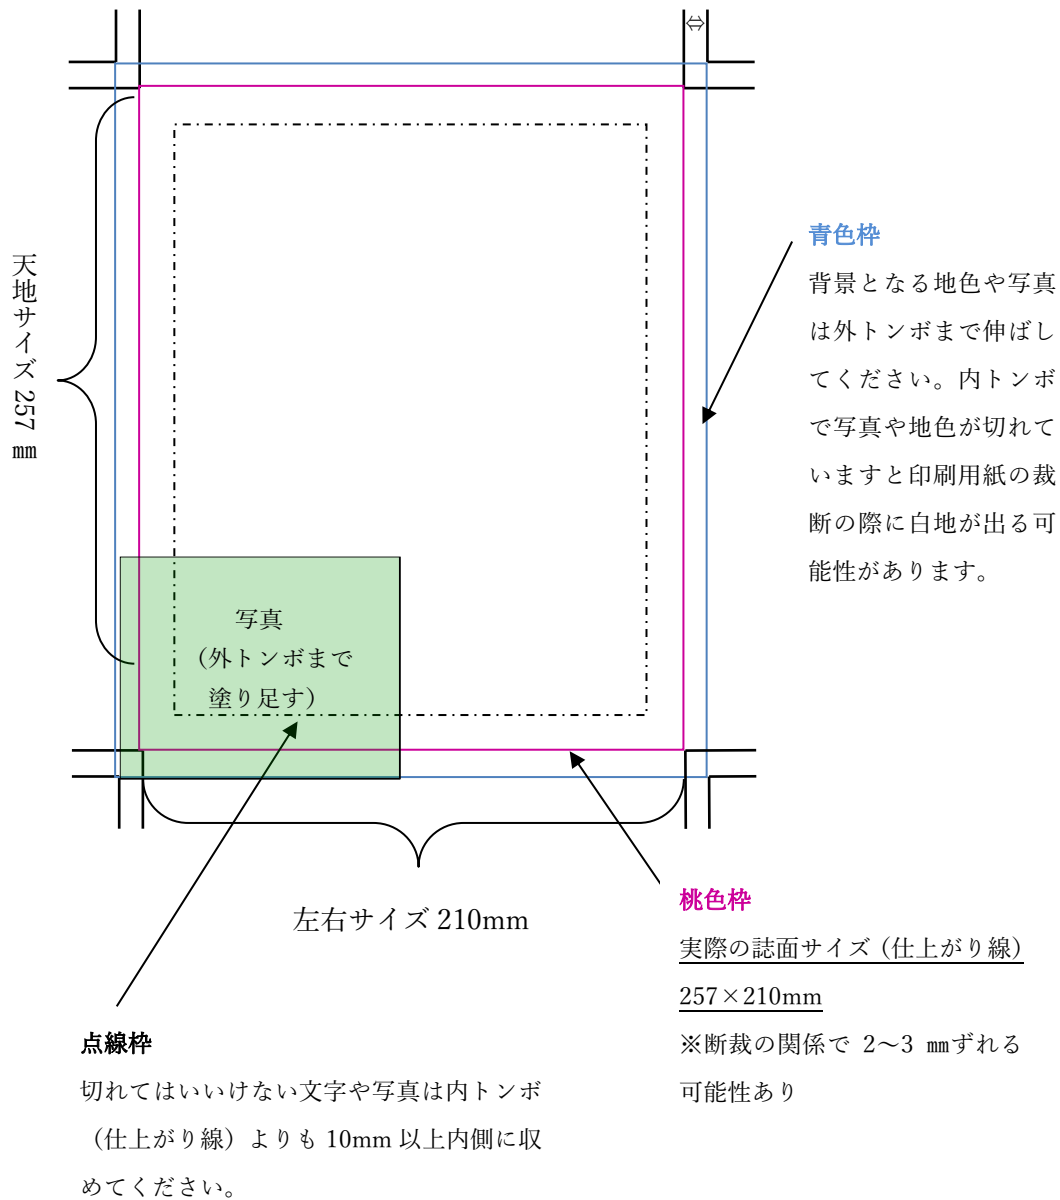 ⇔
青色枠
背景となる地色や写真
は外トンボまで伸ばし
てください。内トンボ
で写真や地色が切れて
いますと印刷用紙の裁
断の際に白地が出る可
能性があります。
天地サイズ 257 ㎜
写真
（外トンボまで
塗り足す）
左右サイズ 210mm
桃色枠
実際の誌面サイズ（仕上がり線）
257×210mm
※断裁の関係で 2～3 ㎜ずれる
可能性あり
点線枠
切れてはいいけない文字や写真は内トンボ
（仕上がり線）よりも 10mm 以上内側に収
めてください。